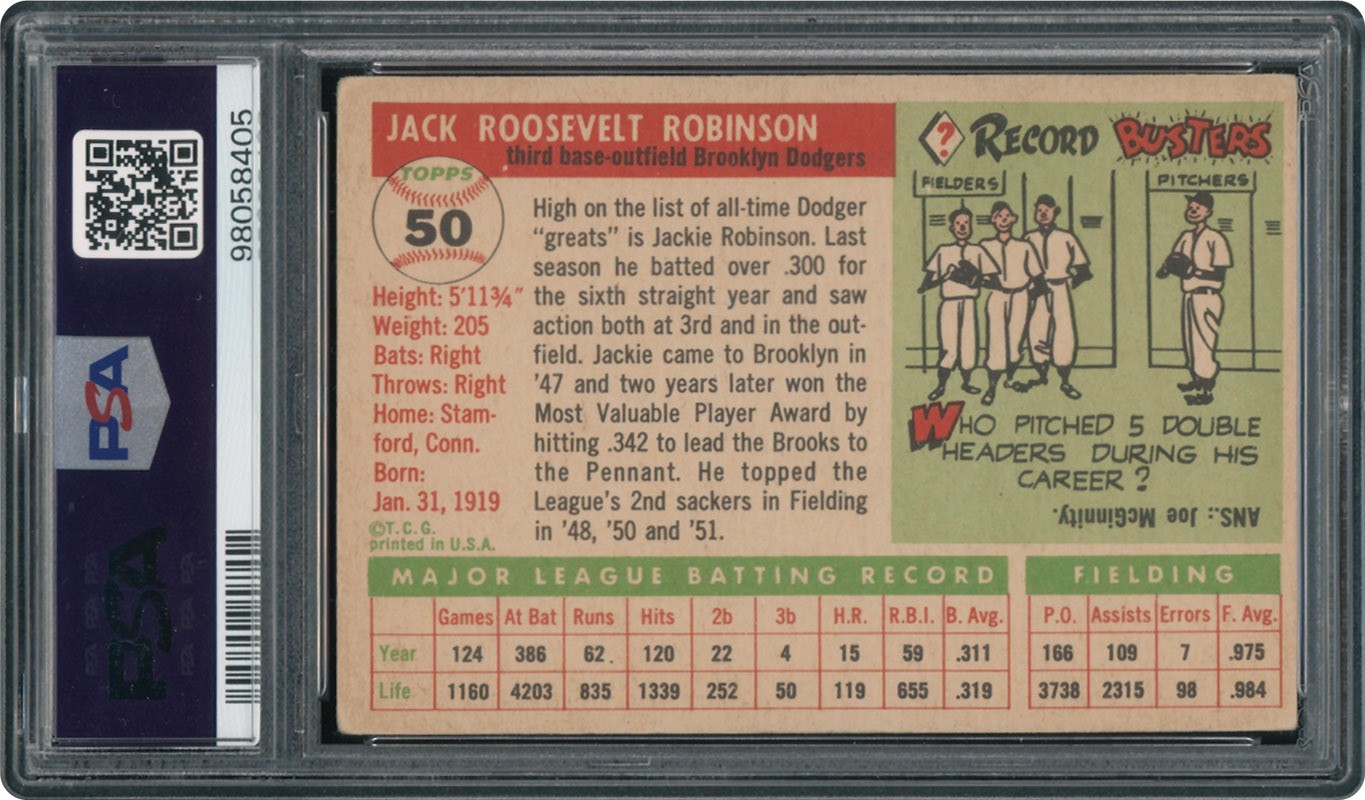 98058405
PSA
PSA
JACK ROOSEVELT ROBINSON
third base-outfield Brooklyn Dodgers
TOPPS
50
Height: 5'11¾"
Weight: 205
Bats: Right
Throws: Right
Home: Stam-
ford, Conn.
Born:
Jan. 31, 1919
©T.C.G.
printed in U.S.A.
High on the list of all-time Dodger
“greats” is Jackie Robinson. Last
season he batted over .300 for
the sixth straight year and saw
action both at 3rd and in the out-
field. Jackie came to Brooklyn in
'47 and two years later won the
Most Valuable Player Award by
hitting .342 to lead the Brooks to
the Pennant. He topped the
League's 2nd sackers in Fielding
in '48, '50 and '51.
? RECORD BUSTERS
FIELDERS
PITCHERS
WHO PITCHED 5 DOUBLE
HEADERS DURING HIS
CAREER?
ANS.: Joe McGinnity.
MAJOR LEAGUE BATTING RECORD
Games At Bat Runs Hits 2b 3b H.R. R.B.I. B. Avg.
Year 124 386 62. 120 22 4 15 59 .311
Life 1160 4203 835 1339 252 50 119 655 .319
FIELDING
P.O. Assists Errors F. Avg.
166 109 7 .975
3738 2315 98 .984